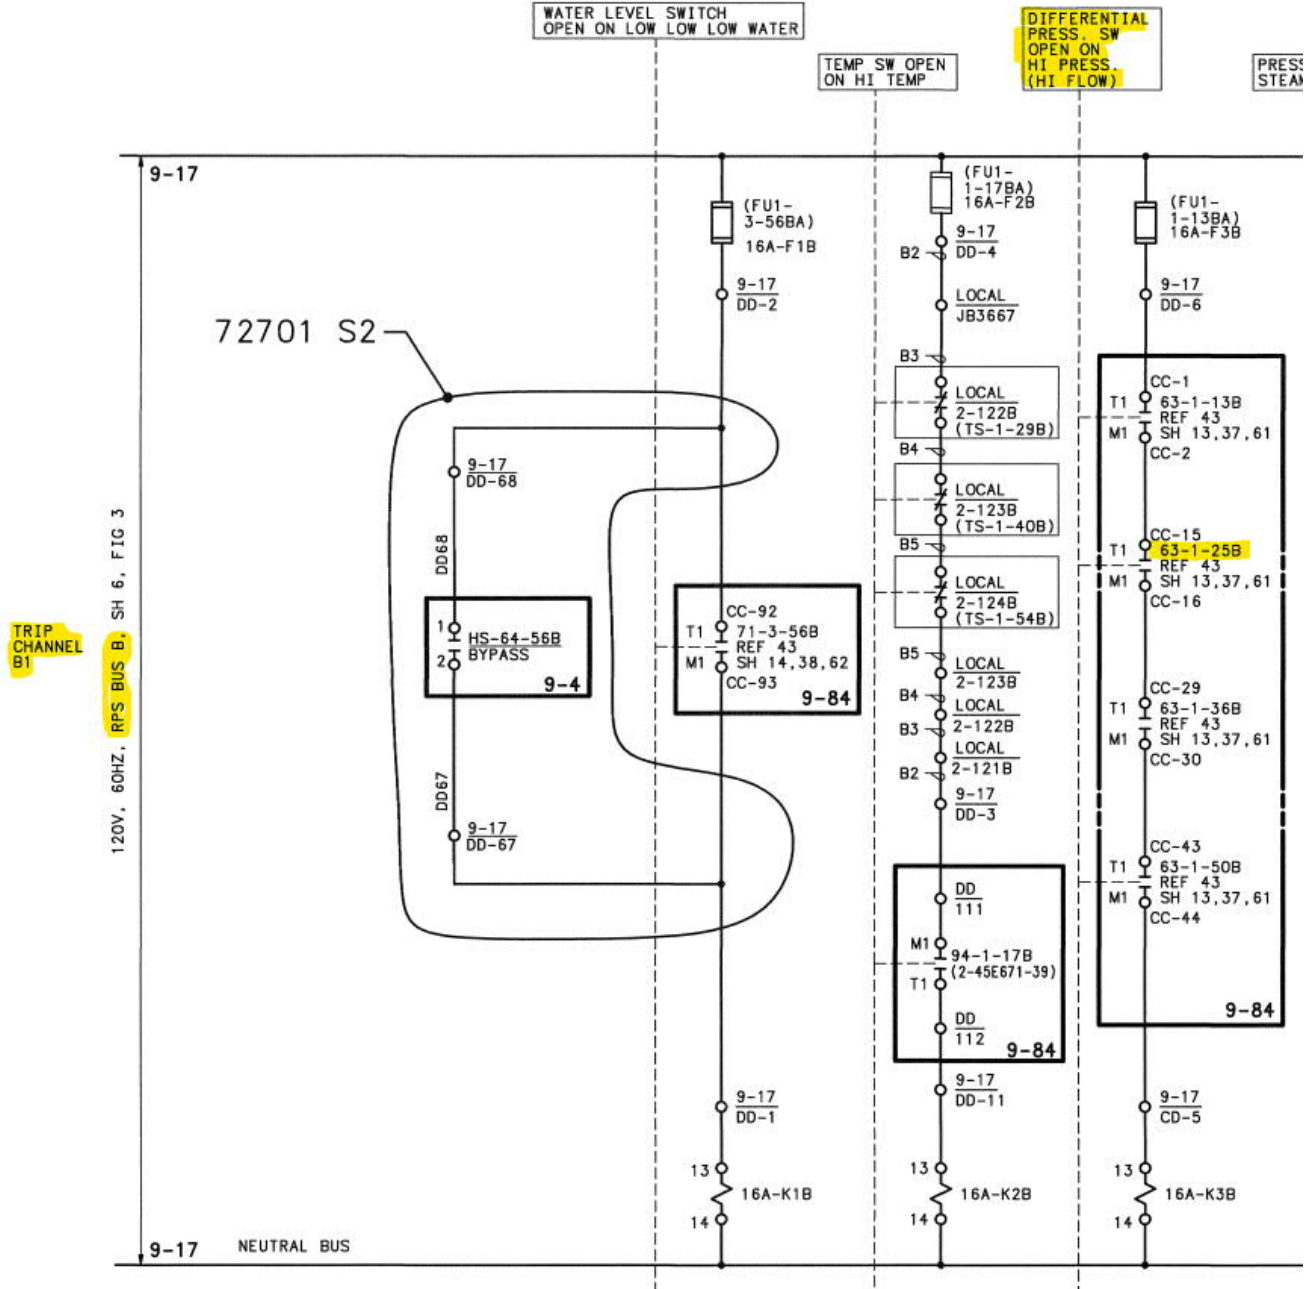 WATER LEVEL SWITCH
OPEN ON LOW LOW LOW WATER
TEMP SW OPEN
ON HI TEMP
DIFFERENTIAL
PRESS. SW
OPEN ON
HI PRESS.
(HI FLOW)
PRESS
STEAM
9-17
72701 S2
TRIP
CHANNEL
B1
120V, 60HZ, RPS BUS B, SH 6, FIG 3
9-17
DD-68
DD68
1
2
HS-64-56B
BYPASS
9-4
DD67
9-17
DD-67
(FU1-
3-56BA)
16A-F1B
9-17
DD-2
CC-92
T1
71-3-56B
REF 43
M1
SH 14,38,62
CC-93
9-84
9-17
DD-1
13
16A-K1B
14
(FU1-
1-17BA)
16A-F2B
9-17
B2
DD-4
LOCAL
JB3667
B3
LOCAL
2-122B
(TS-1-29B)
B4
LOCAL
2-123B
(TS-1-40B)
B5
LOCAL
2-124B
(TS-1-54B)
B5
LOCAL
2-123B
B4
LOCAL
B3
2-122B
LOCAL
B2
2-121B
9-17
DD-3
DD
111
M1
94-1-17B
(2-45E671-39)
T1
DD
112
9-84
9-17
DD-11
13
16A-K2B
14
(FU1-
1-13BA)
16A-F3B
9-17
DD-6
CC-1
T1
63-1-13B
REF 43
M1
SH 13,37,61
CC-2
CC-15
T1
63-1-25B
REF 43
M1
SH 13,37,61
CC-16
CC-29
T1
63-1-36B
REF 43
M1
SH 13,37,61
CC-30
CC-43
T1
63-1-50B
REF 43
M1
SH 13,37,61
CC-44
9-84
9-17
CD-5
13
16A-K3B
14
9-17
NEUTRAL BUS